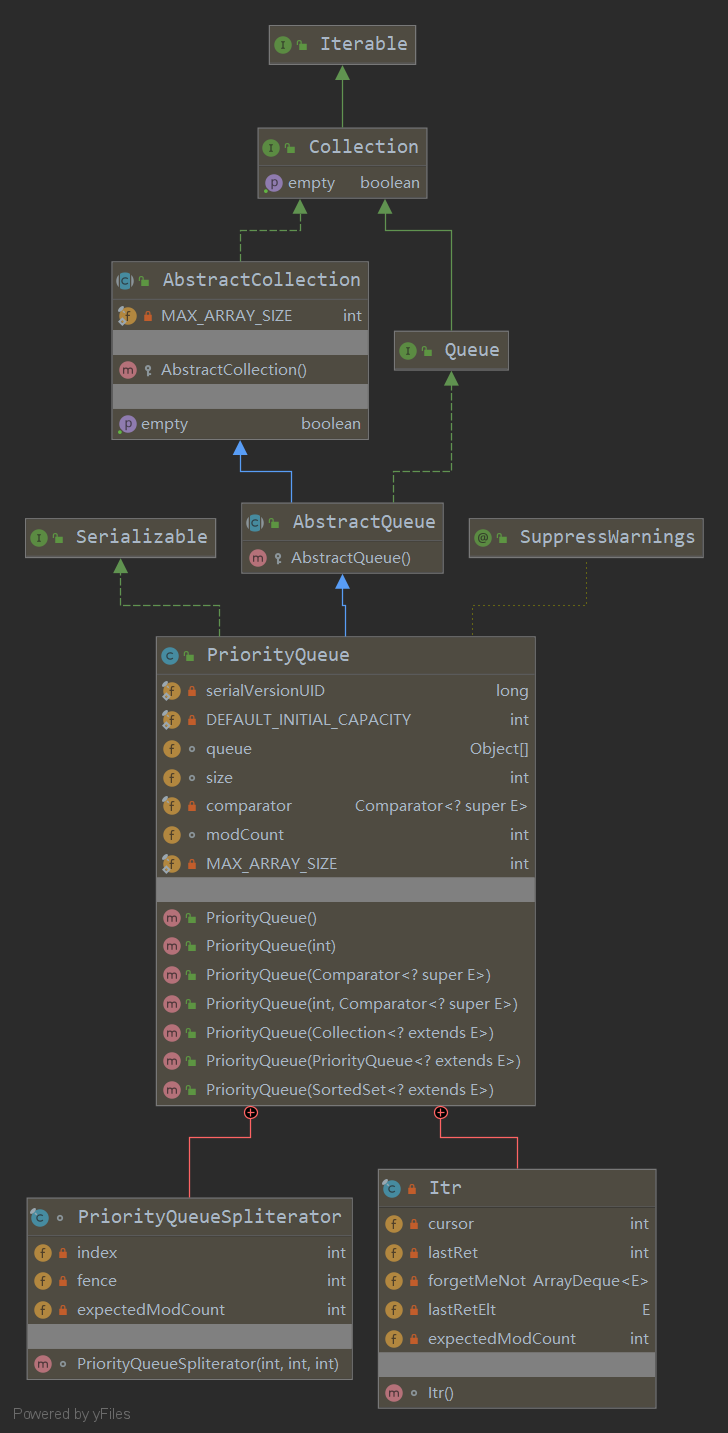 Iterable
Collection
empty boolean
AbstractCollection
MAX_ARRAY_SIZE int
AbstractCollection()
empty boolean
Queue
Serializable
AbstractQueue
AbstractQueue()
SuppressWarnings
PriorityQueue
serialVersionUID long
DEFAULT_INITIAL_CAPACITY int
queue Object[]
size int
comparator Comparator<? super E>
modCount int
MAX_ARRAY_SIZE int
PriorityQueue()
PriorityQueue(int)
PriorityQueue(Comparator<? super E>)
PriorityQueue(int, Comparator<? super E>)
PriorityQueue(Collection<? extends E>)
PriorityQueue(PriorityQueue<? extends E>)
PriorityQueue(SortedSet<? extends E>)
PriorityQueueSpliterator
index int
fence int
expectedModCount int
PriorityQueueSpliterator(int, int, int)
Itr
cursor int
lastRet int
forgetMeNot ArrayDeque<E>
lastRetElt E
expectedModCount int
Itr()
Powered by yFiles